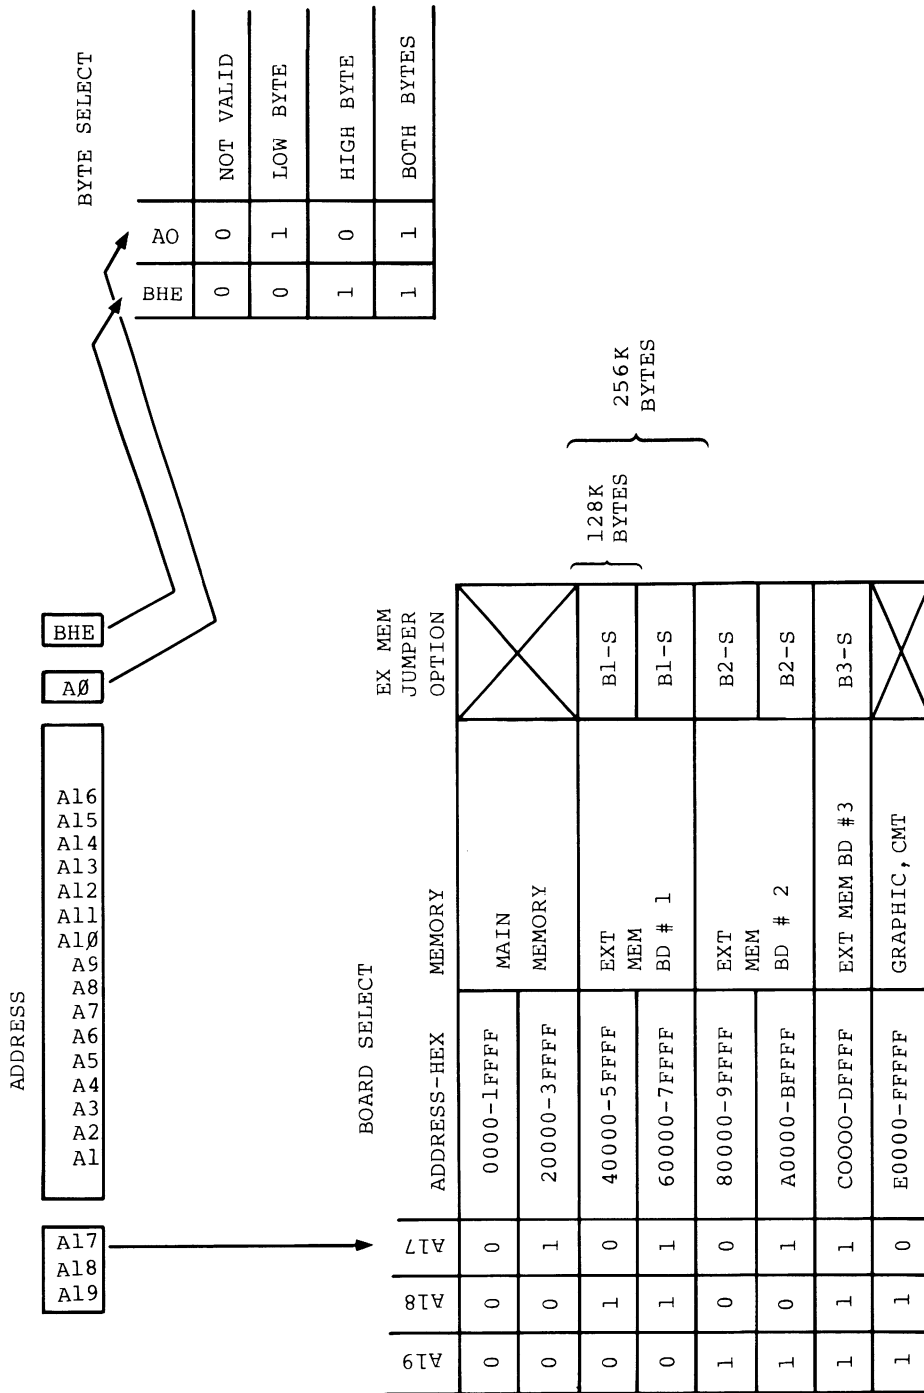 ADDRESS
A19
A18
A17
A1
A2
A3
A4
A5
A6
A7
A8
A9
A1Ø
A11
A12
A13
A14
A15
A16
AØ
BHE
BYTE SELECT
BHE AO
0 0 NOT VALID
0 1 LOW BYTE
1 0 HIGH BYTE
1 1 BOTH BYTES
BOARD SELECT
EX MEM
JUMPER
A19 A18 A17 ADDRESS-HEX MEMORY OPTION
0 0 0 0000-1FFFF MAIN
0 0 1 20000-3FFFF MEMORY
0 1 0 40000-5FFFF EXT B1-S
MEM
0 1 1 60000-7FFFF BD # 1 B1-S
1 0 0 80000-9FFFF EXT B2-S
MEM
1 0 1 A0000-BFFFF BD # 2 B2-S
1 1 1 COOOO-DFFFF EXT MEM BD #3 B3-S
1 1 0 E0000-FFFFF GRAPHIC, CMT
128K
BYTES
256K
BYTES